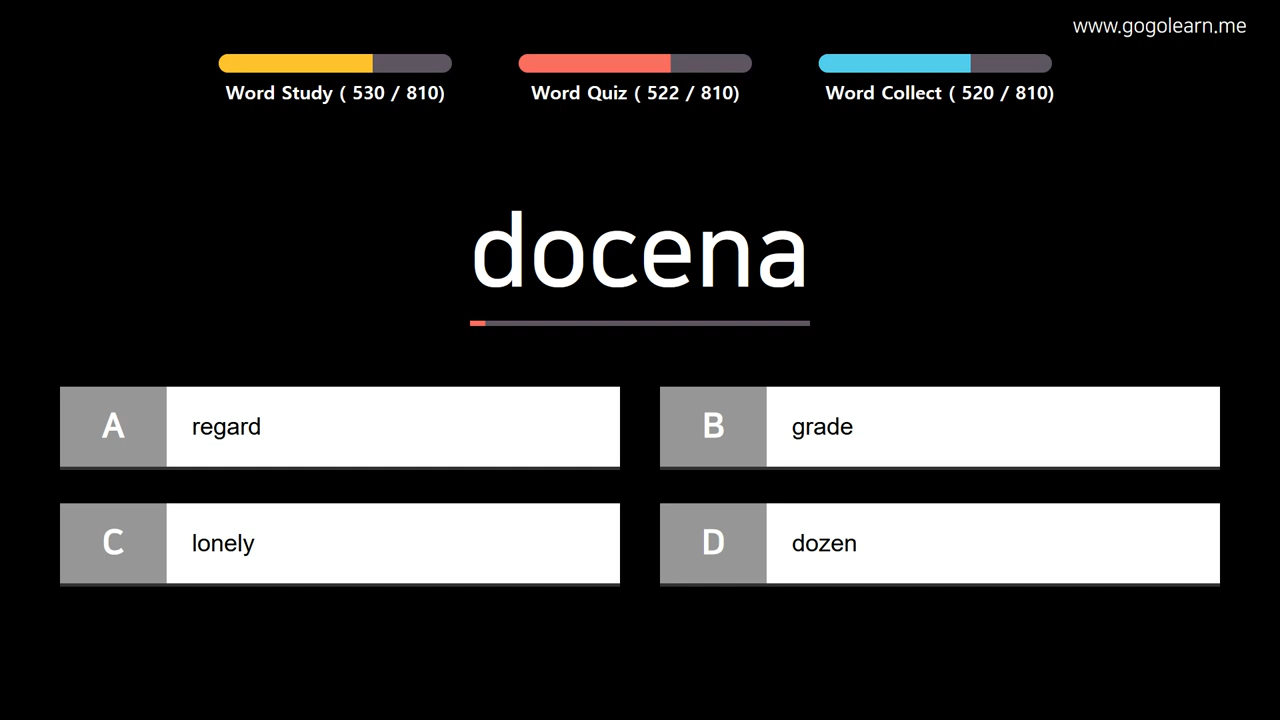 www.gogolearn.me
Word Study ( 530 / 810)
Word Quiz ( 522 / 810)
Word Collect ( 520 / 810)
docena
A regard
B grade
C lonely
D dozen